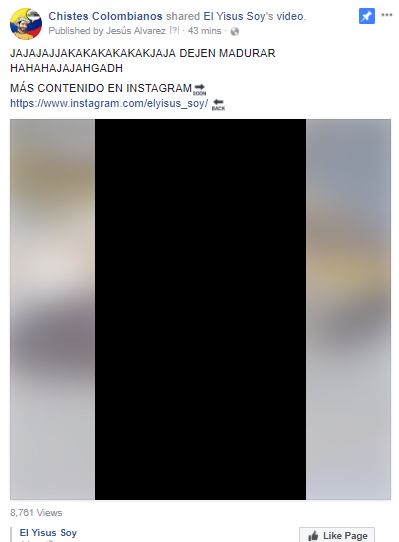 Chistes Colombianos shared El Yisus Soy's video.
Published by Jesús Alvarez [?] · 43 mins ·
JAJAJAJJAKAKAKAKAKAKJAJA DEJEN MADURAR
HAHAHAJAJAHGADH
MÁS CONTENIDO EN INSTAGRAM SOON
https://www.instagram.com/elyisus_soy/ BACK
8,761 Views
El Yisus Soy
Like Page